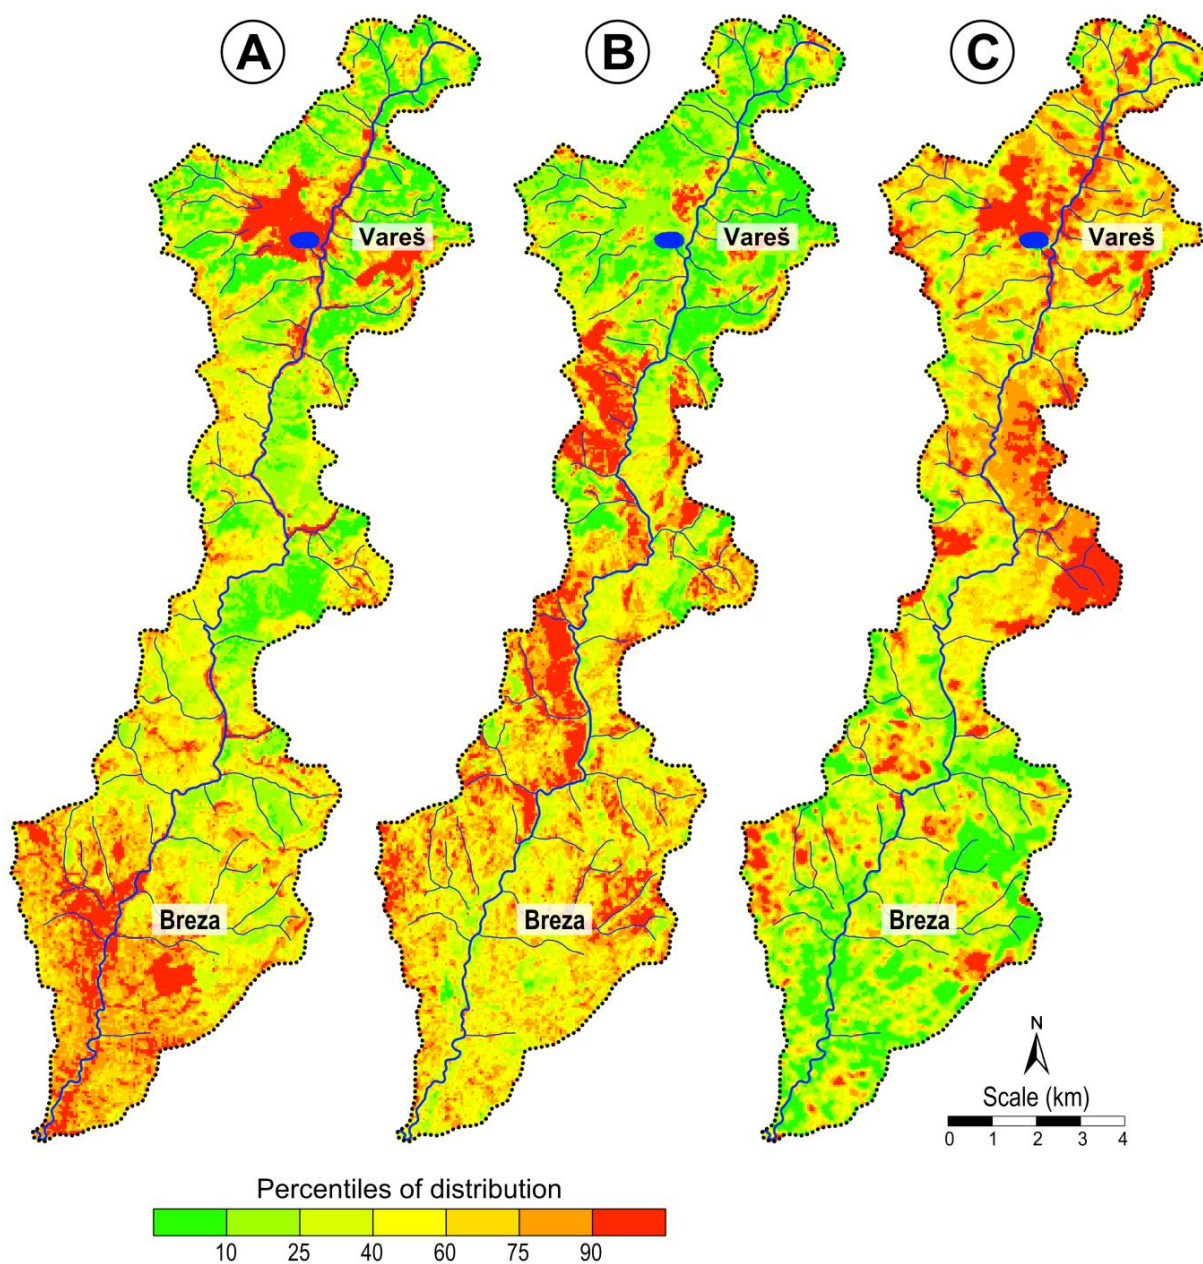 A
B
C
Vareš
Vareš
Vareš
Breza
Breza
Breza
N
Scale (km)
0 1 2 3 4
Percentiles of distribution
10 25 40 60 75 90